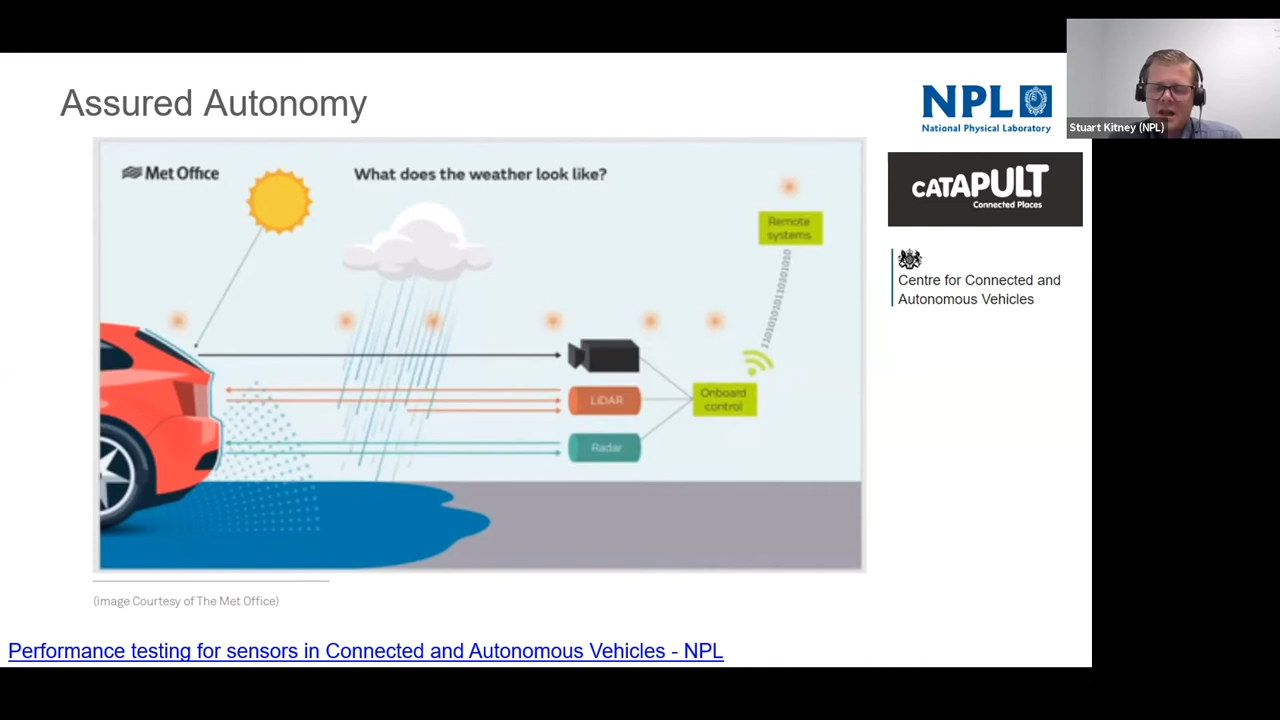 Assured Autonomy
NPL
National Physical Laboratory
Stuart Kitney (NPL)
CATAPULT
Connected Places
Centre for Connected and
Autonomous Vehicles
Met Office
What does the weather look like?
Remote
systems
1101010101101010101010
LiDAR
Onboard
control
Radar
(image Courtesy of The Met Office)
Performance testing for sensors in Connected and Autonomous Vehicles - NPL